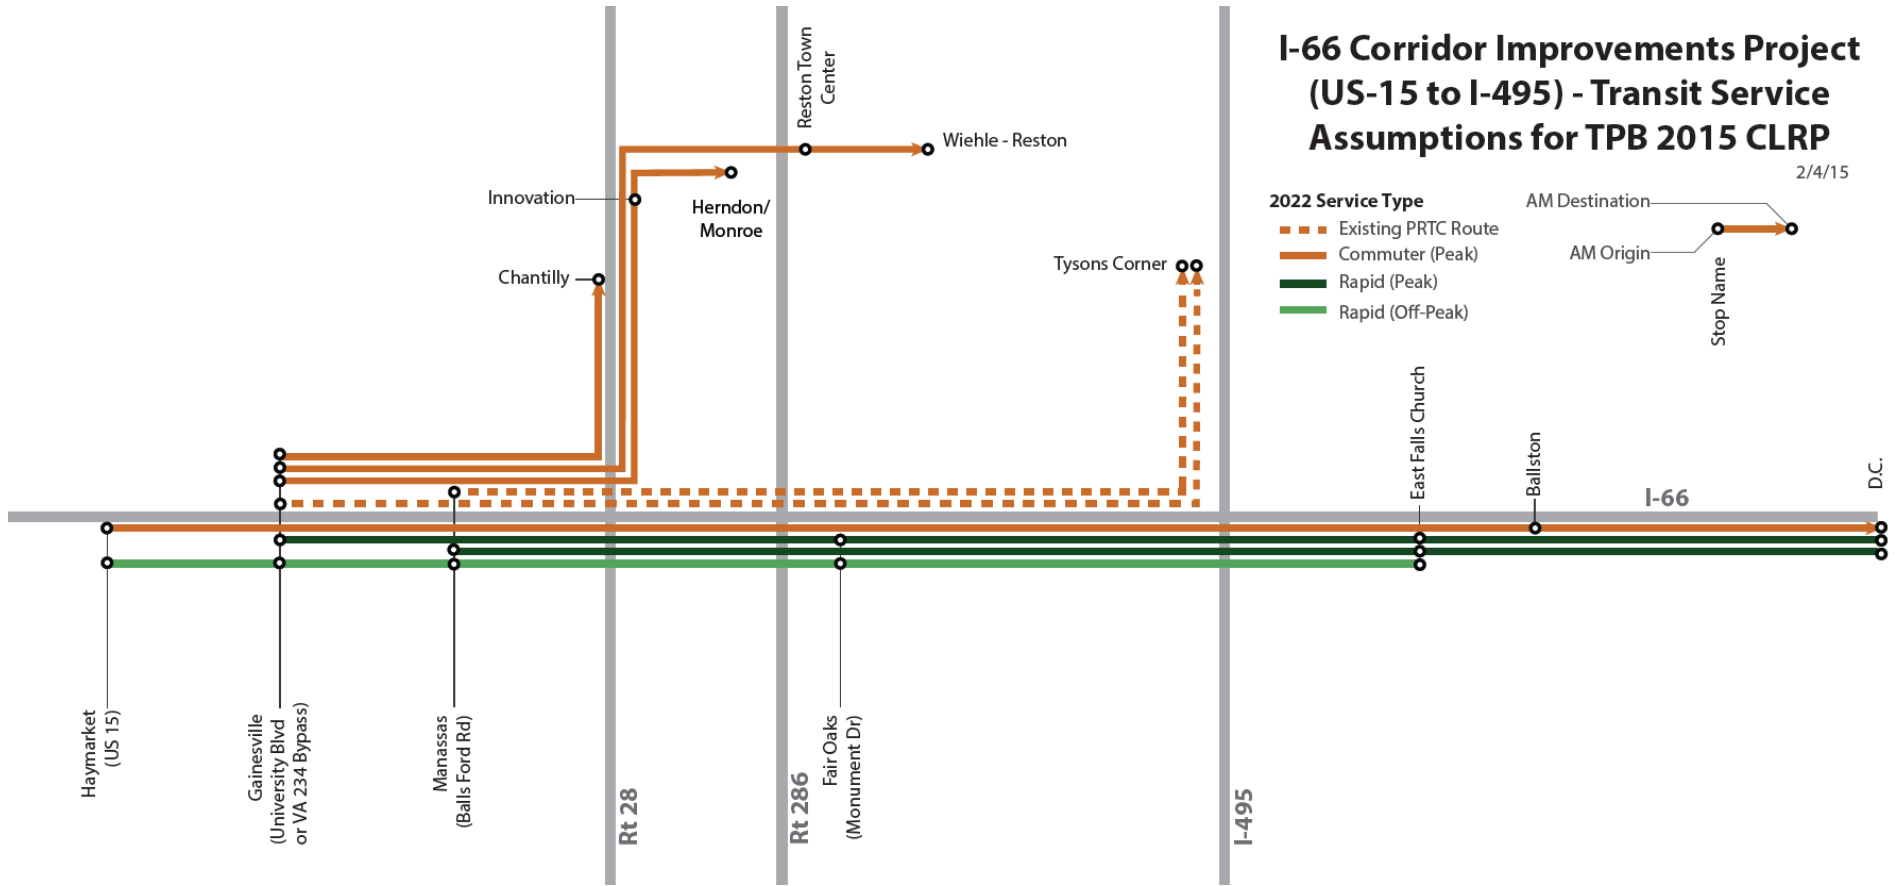 I-66 Corridor Improvements Project
(US-15 to I-495) - Transit Service
Assumptions for TPB 2015 CLRP
2/4/15
2022 Service Type
Existing PRTC Route
Commuter (Peak)
Rapid (Peak)
Rapid (Off-Peak)
AM Destination
AM Origin
Stop Name
Reston Town
Center
Wiehle - Reston
Innovation
Herndon/
Monroe
Chantilly
Tysons Corner
East Falls Church
Ballston
D.C.
I-66
Haymarket
(US 15)
Gainesville
(University Blvd
or VA 234 Bypass)
Manassas
(Balls Ford Rd)
Rt 28
Rt 286
Fair Oaks
(Monument Dr)
I-495